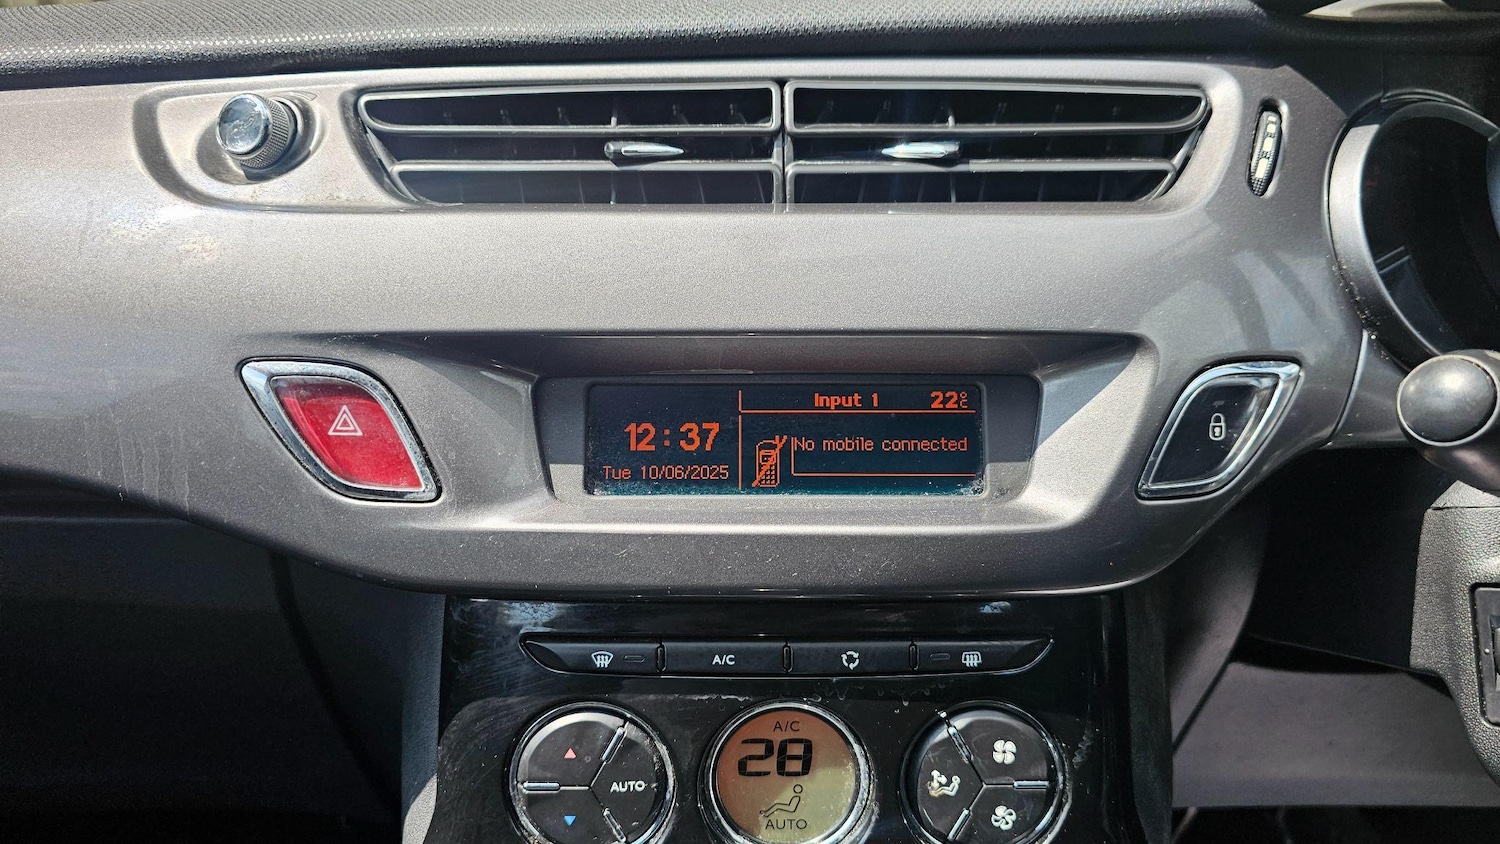 Input 1 22°C
12:37
No mobile connected
Tue 10/06/2025
A/C
A/C
28
AUTO
AUTO